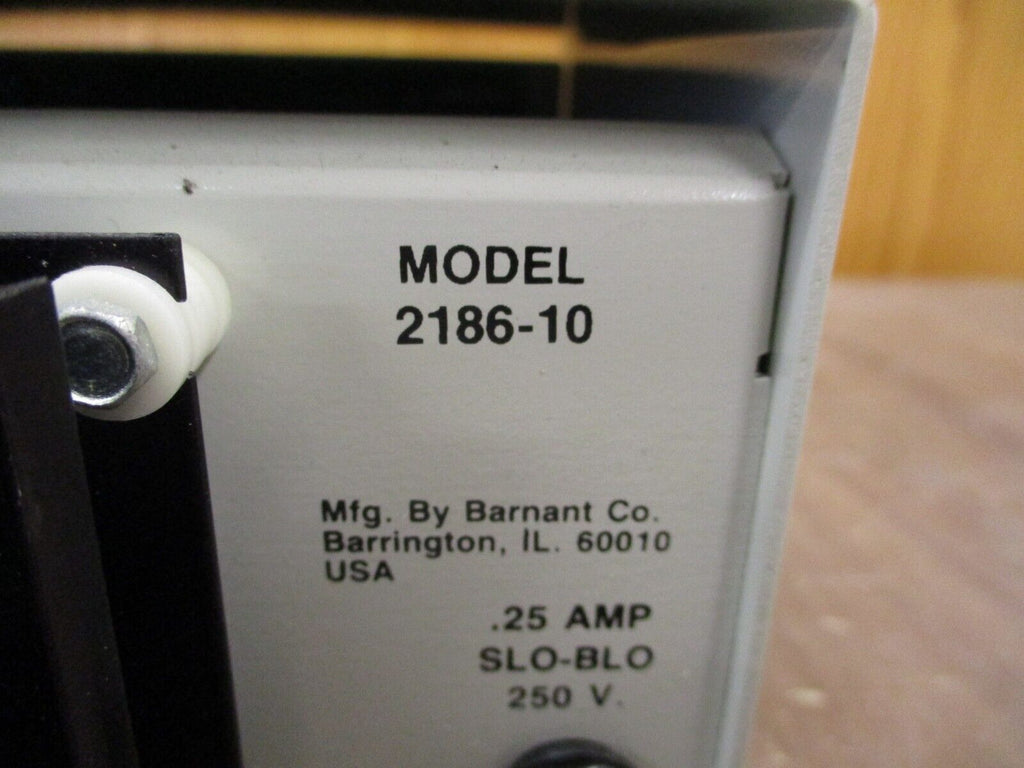 MODEL
2186-10
Mfg. By Barnant Co.
Barrington, IL. 60010
USA
.25 AMP
SLO-BLO
250 V.